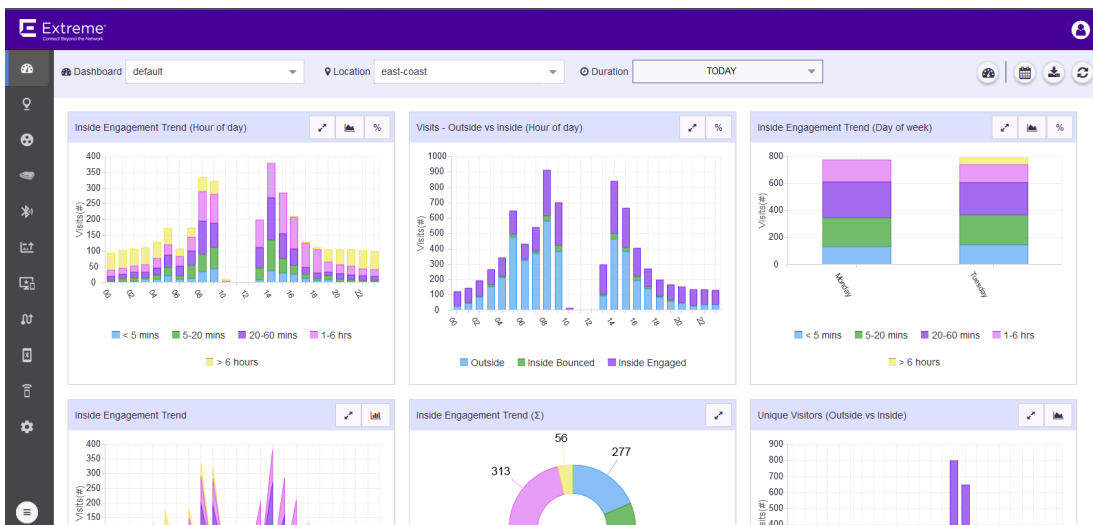 Extreme
Connect Beyond the Network
Dashboard default Location east-coast Duration TODAY
Inside Engagement Trend (Hour of day) %
400
350
300
250
200
150
100
50
0
Visits(#)
00 02 04 06 08 10 12 14 16 18 20 22
< 5 mins 5-20 mins 20-60 mins 1-6 hrs
> 6 hours
Visits - Outside vs Inside (Hour of day) %
1000
900
800
700
600
500
400
300
200
100
0
Visits(#)
00 02 04 06 08 10 12 14 16 18 20 22
Outside Inside Bounced Inside Engaged
Inside Engagement Trend (Day of week) %
800
600
400
200
0
Visits(#)
Monday Tuesday
< 5 mins 5-20 mins 20-60 mins 1-6 hrs
> 6 hours
Inside Engagement Trend
400
350
300
250
200
150
Visits(#)
Inside Engagement Trend (Σ)
56
277
313
Unique Visitors (Outside vs Inside)
900
800
700
600
500
400